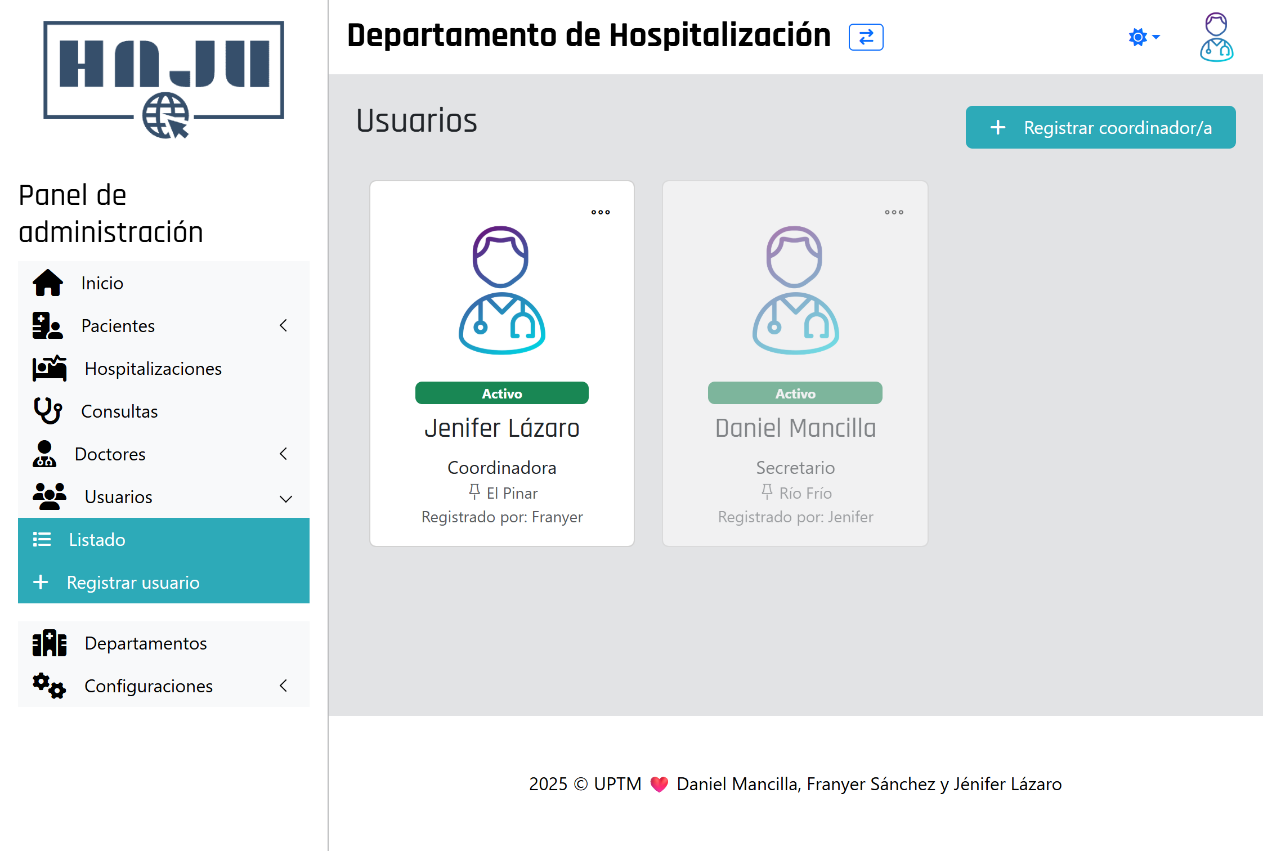 HNJU
Departamento de Hospitalización
Panel de
administración
Inicio
Pacientes
Hospitalizaciones
Consultas
Doctores
Usuarios
Listado
Registrar usuario
Departamentos
Configuraciones
Usuarios
Registrar coordinador/a
Activo
Jenifer Lázaro
Coordinadora
El Pinar
Registrado por: Franyer
Activo
Daniel Mancilla
Secretario
Río Frío
Registrado por: Jenifer
2025 © UPTM ❤ Daniel Mancilla, Franyer Sánchez y Jénifer Lázaro